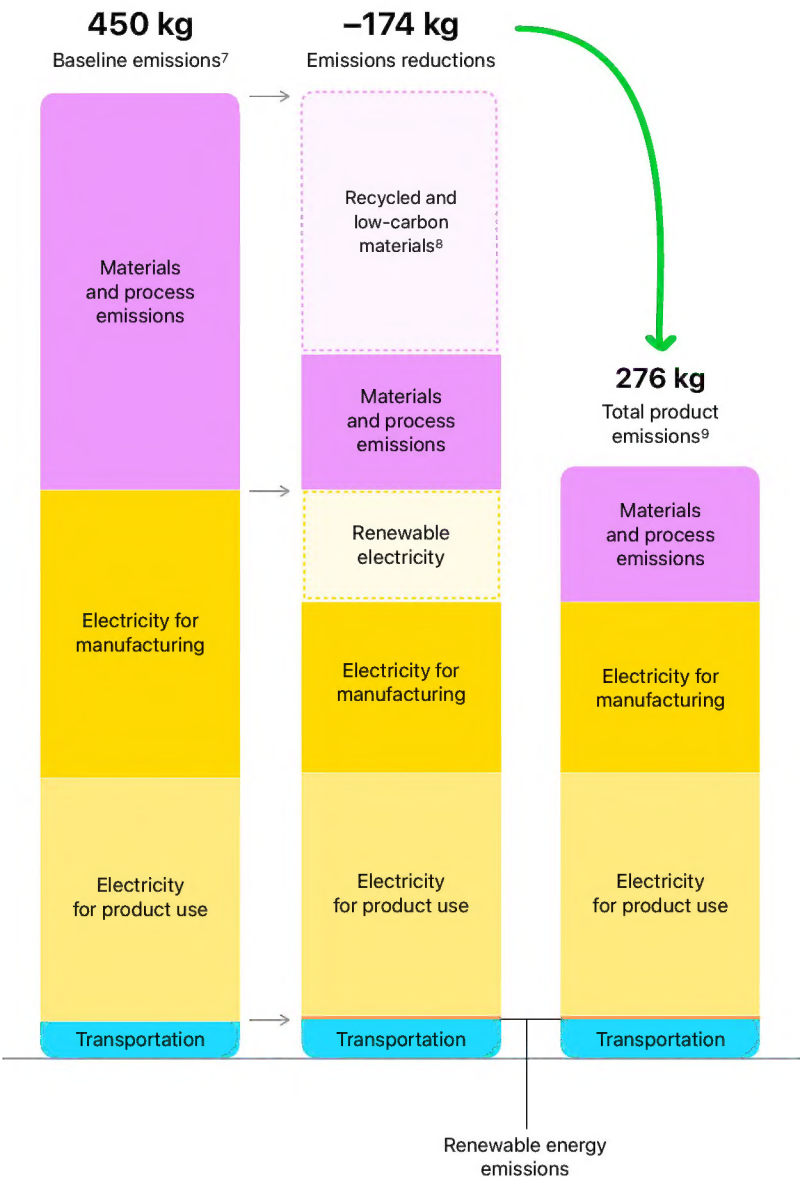 450 kg
Baseline emissions⁷
Materials
and process
emissions
Electricity for
manufacturing
Electricity
for product use
Transportation
–174 kg
Emissions reductions
Recycled and
low-carbon
materials⁸
Materials
and process
emissions
Renewable
electricity
Electricity for
manufacturing
Electricity
for product use
Transportation
276 kg
Total product
emissions⁹
Materials
and process
emissions
Electricity for
manufacturing
Electricity
for product use
Transportation
Renewable energy
emissions